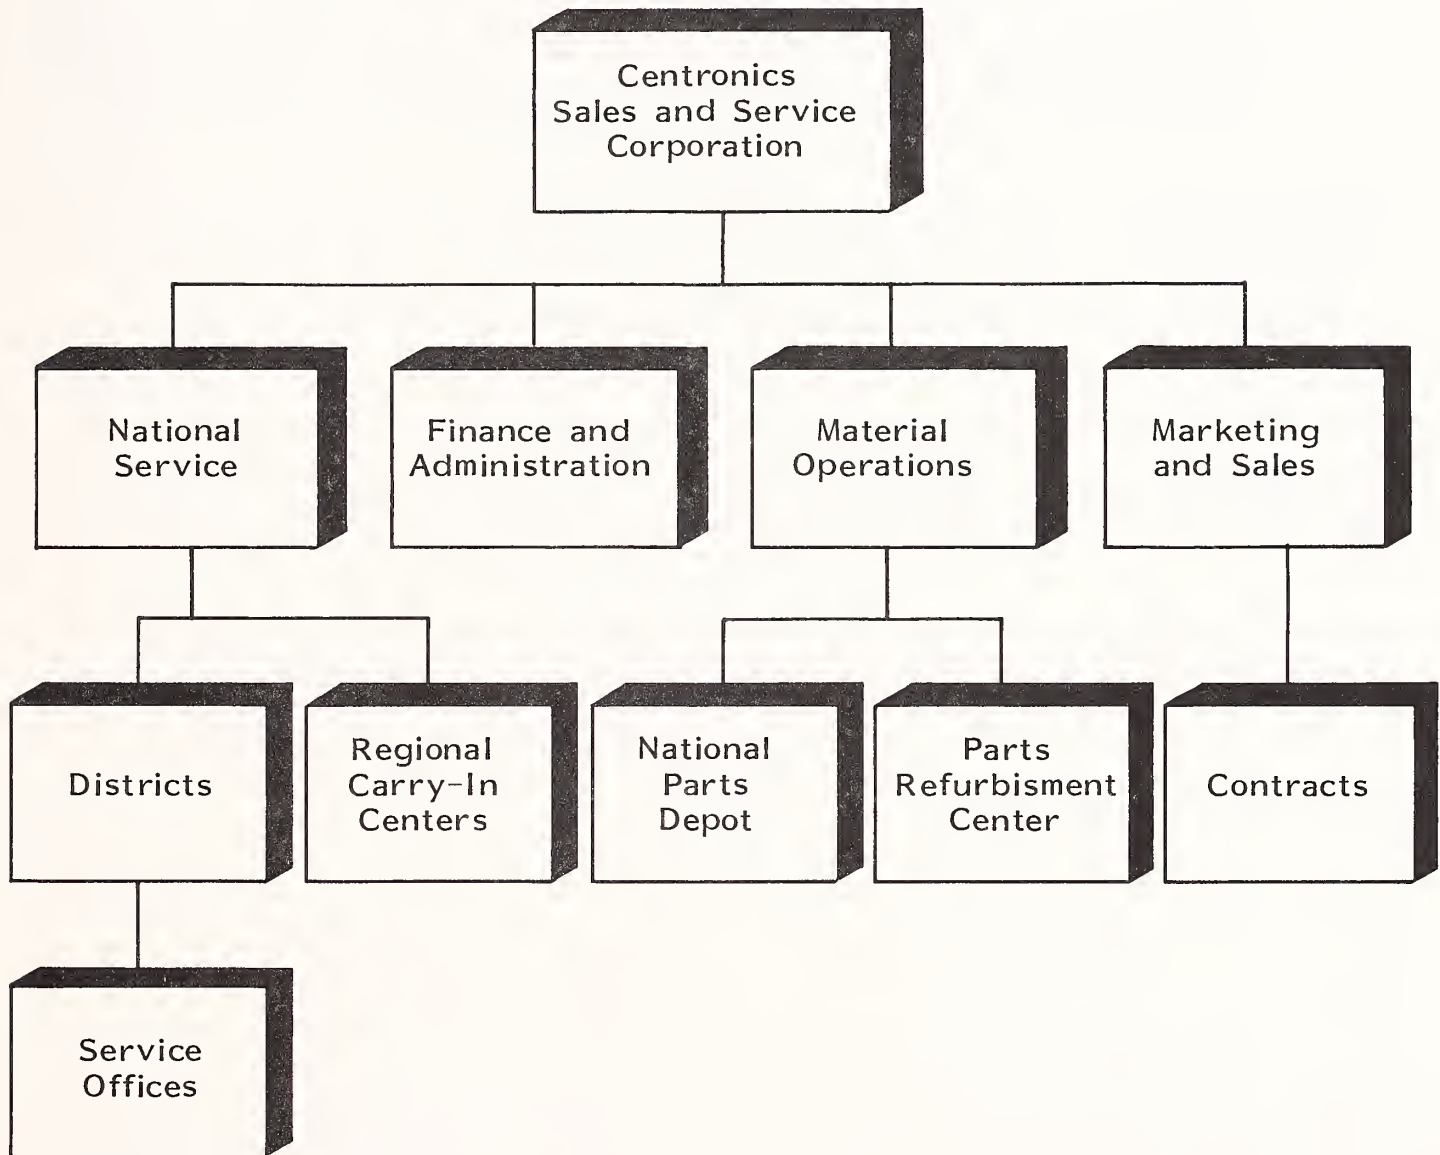 Centronics
Sales and Service
Corporation
National
Service
Finance and
Administration
Material
Operations
Marketing
and Sales
Districts
Regional
Carry-In
Centers
National
Parts
Depot
Parts
Refurbisment
Center
Contracts
Service
Offices